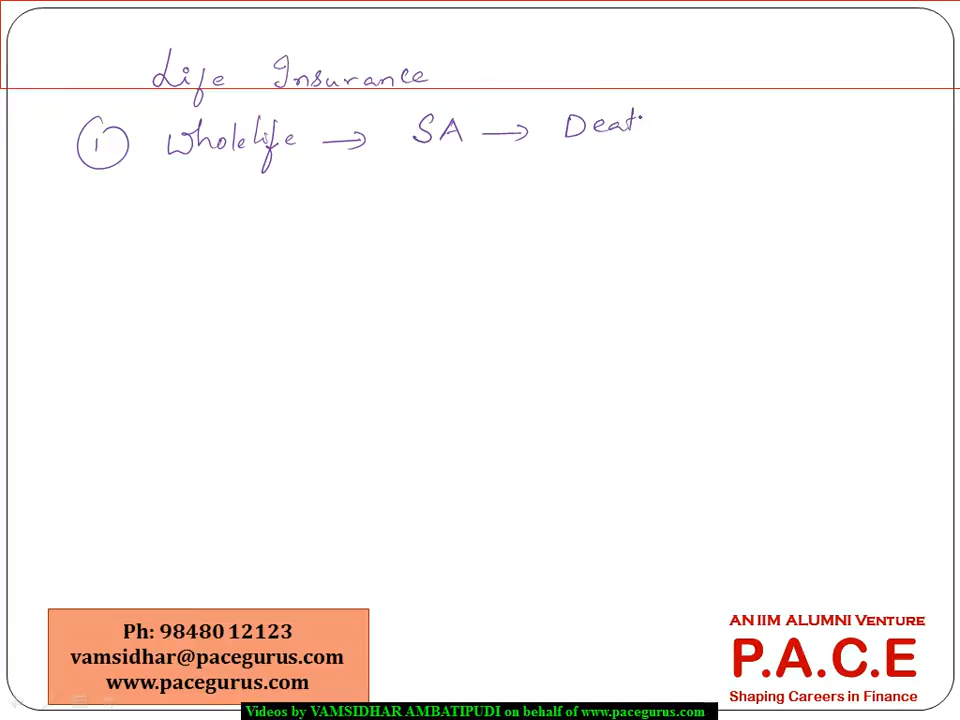 Life Insurance
1 Wholelife → SA → Deat
Ph: 98480 12123
vamsidhar@pacegurus.com
www.pacegurus.com
AN IIM ALUMNI VENTURE
P.A.C.E
Shaping Careers in Finance
Videos by VAMSIDHAR AMBATIPUDI on behalf of www.pacegurus.com